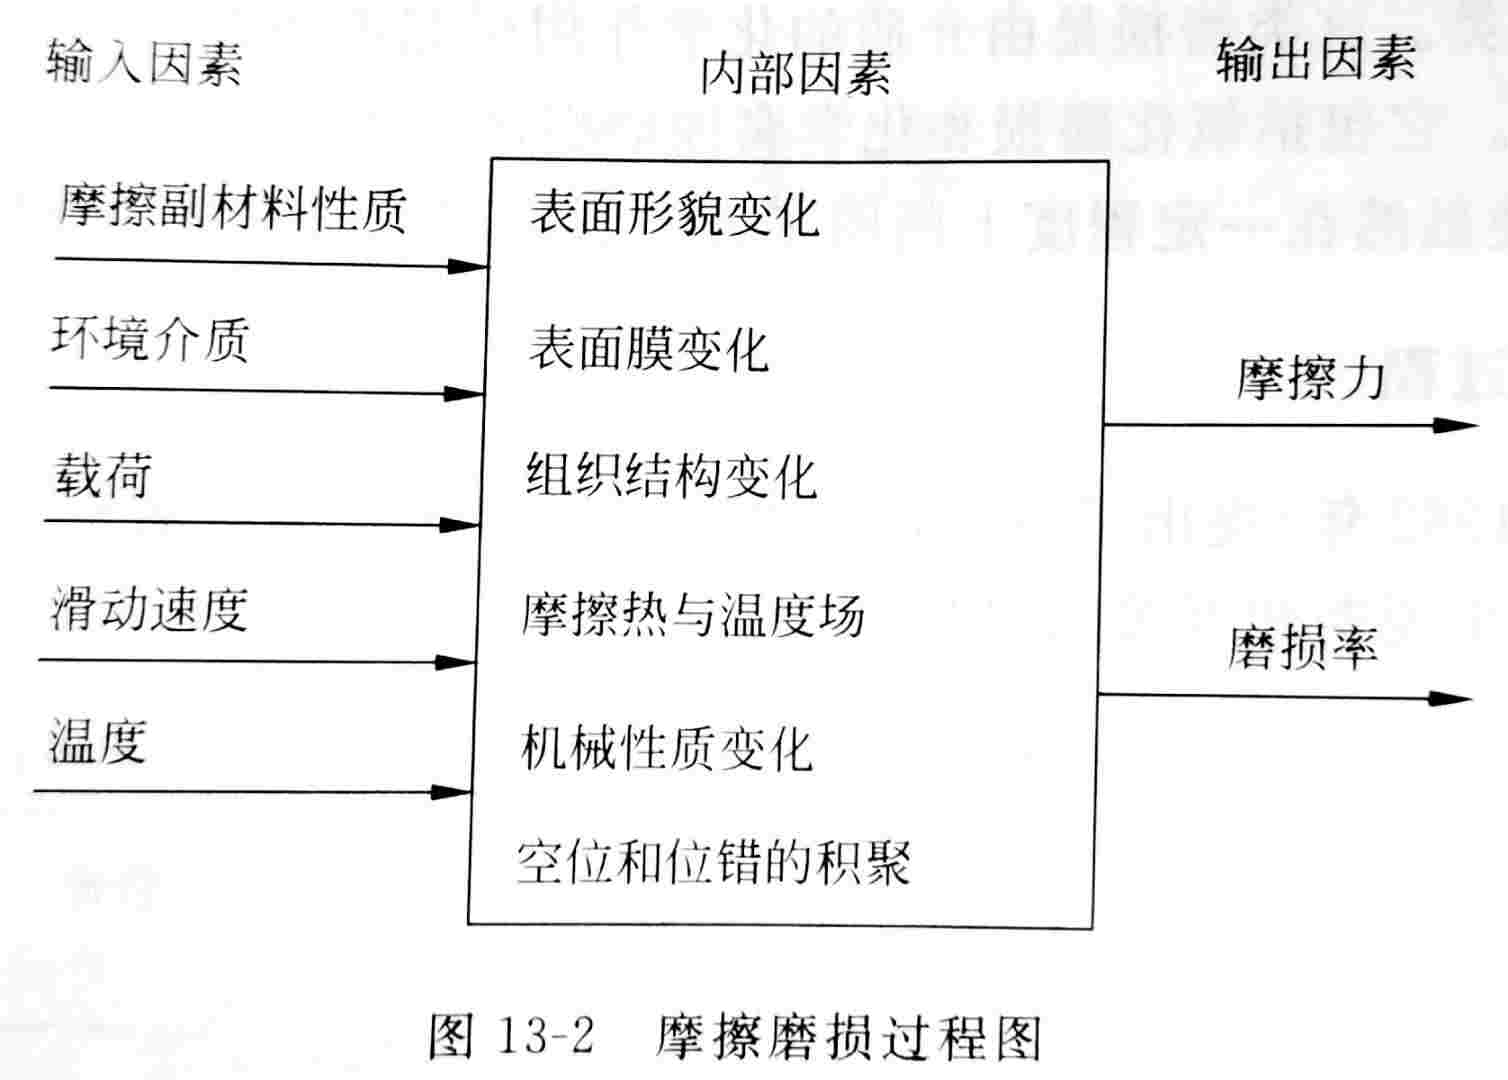 输入因素
内部因素
输出因素
摩擦副材料性质
环境介质
载荷
滑动速度
温度
表面形貌变化
表面膜变化
组织结构变化
摩擦热与温度场
机械性质变化
空位和位错的积聚
摩擦力
磨损率
图 13-2 摩擦磨损过程图